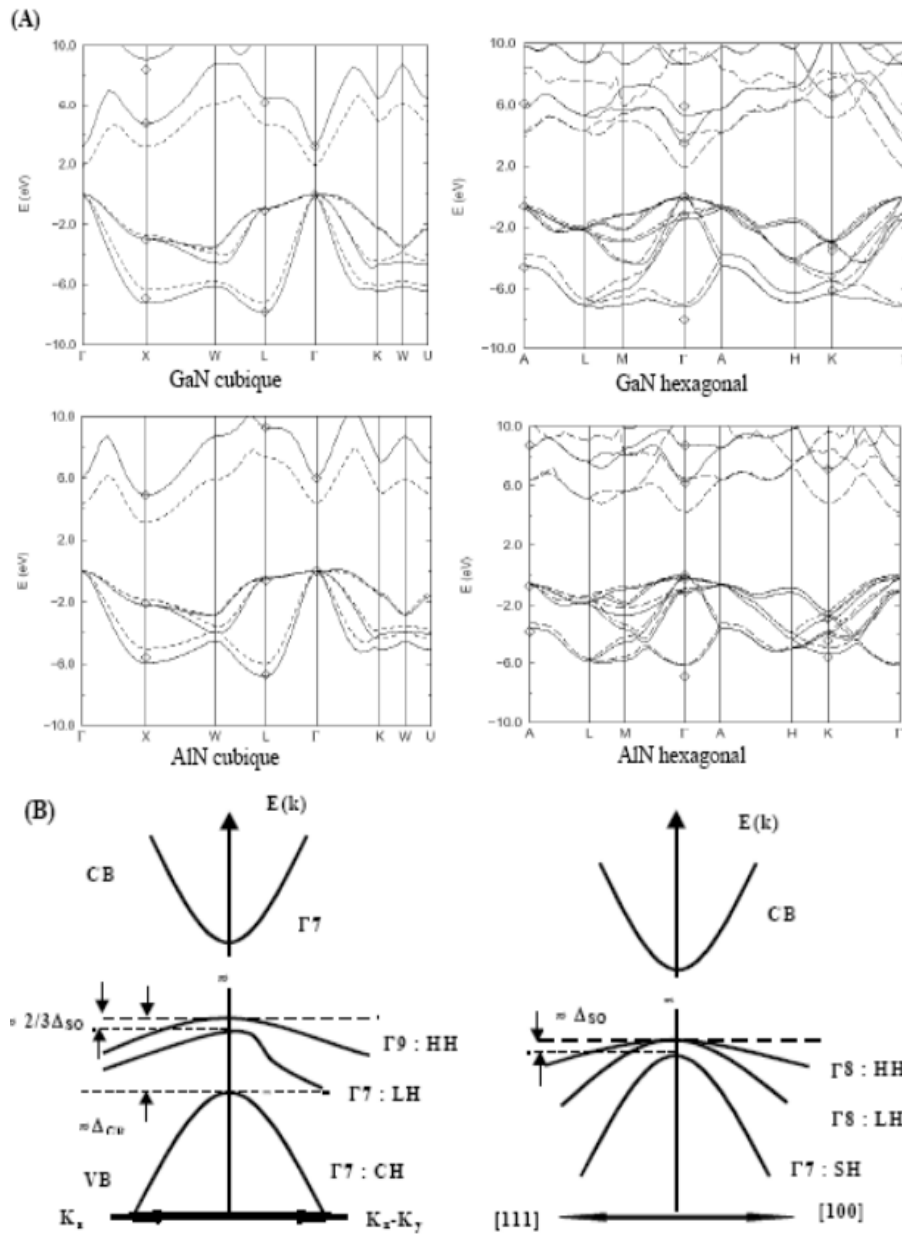 (A)
10.0
6.0
2.0
−2.0
−6.0
−10.0
E (eV)
Γ X W L Γ K W U
GaN cubique
10.0
6.0
2.0
−2.0
−6.0
−10.0
E (eV)
A L M Γ A H K
GaN hexagonal
10.0
6.0
2.0
−2.0
−6.0
−10.0
E (eV)
Γ X W L Γ K W U
AlN cubique
10.0
6.0
2.0
−2.0
−6.0
−10.0
E (eV)
A L M Γ A H K Γ
AlN hexagonal
(B)
E(k)
CB
Γ7
2/3ΔSO
Γ9 : HH
Γ7 : LH
VB
Γ7 : CH
Kx-Ky
E(k)
CB
≈ ΔSO
Γ8 : HH
Γ8 : LH
Γ7 : SH
[111]
[100]